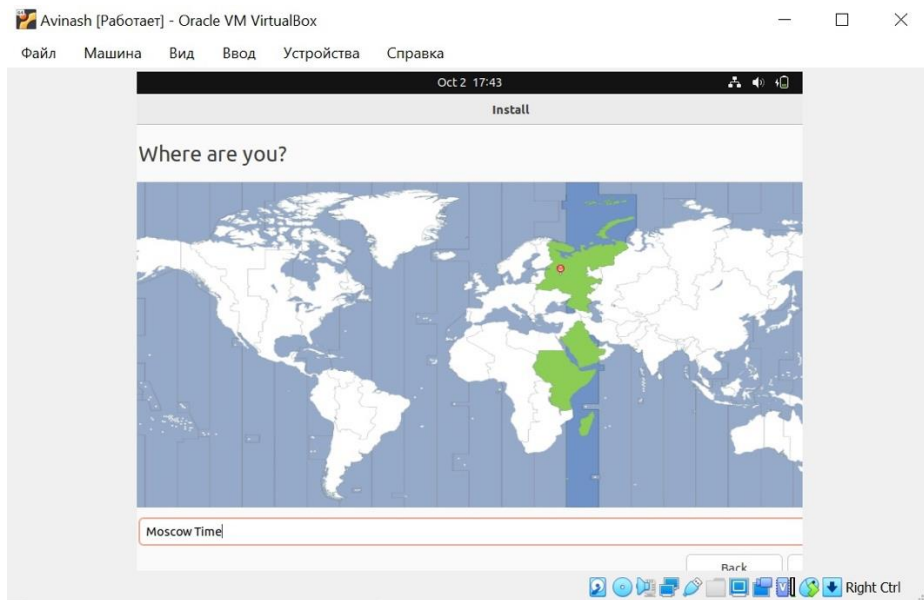 Avinash [Работает] - Oracle VM VirtualBox
Файл Машина Вид Ввод Устройства Справка
Oct 2 17:43
Install
Where are you?
Moscow Time
Back
Right Ctrl